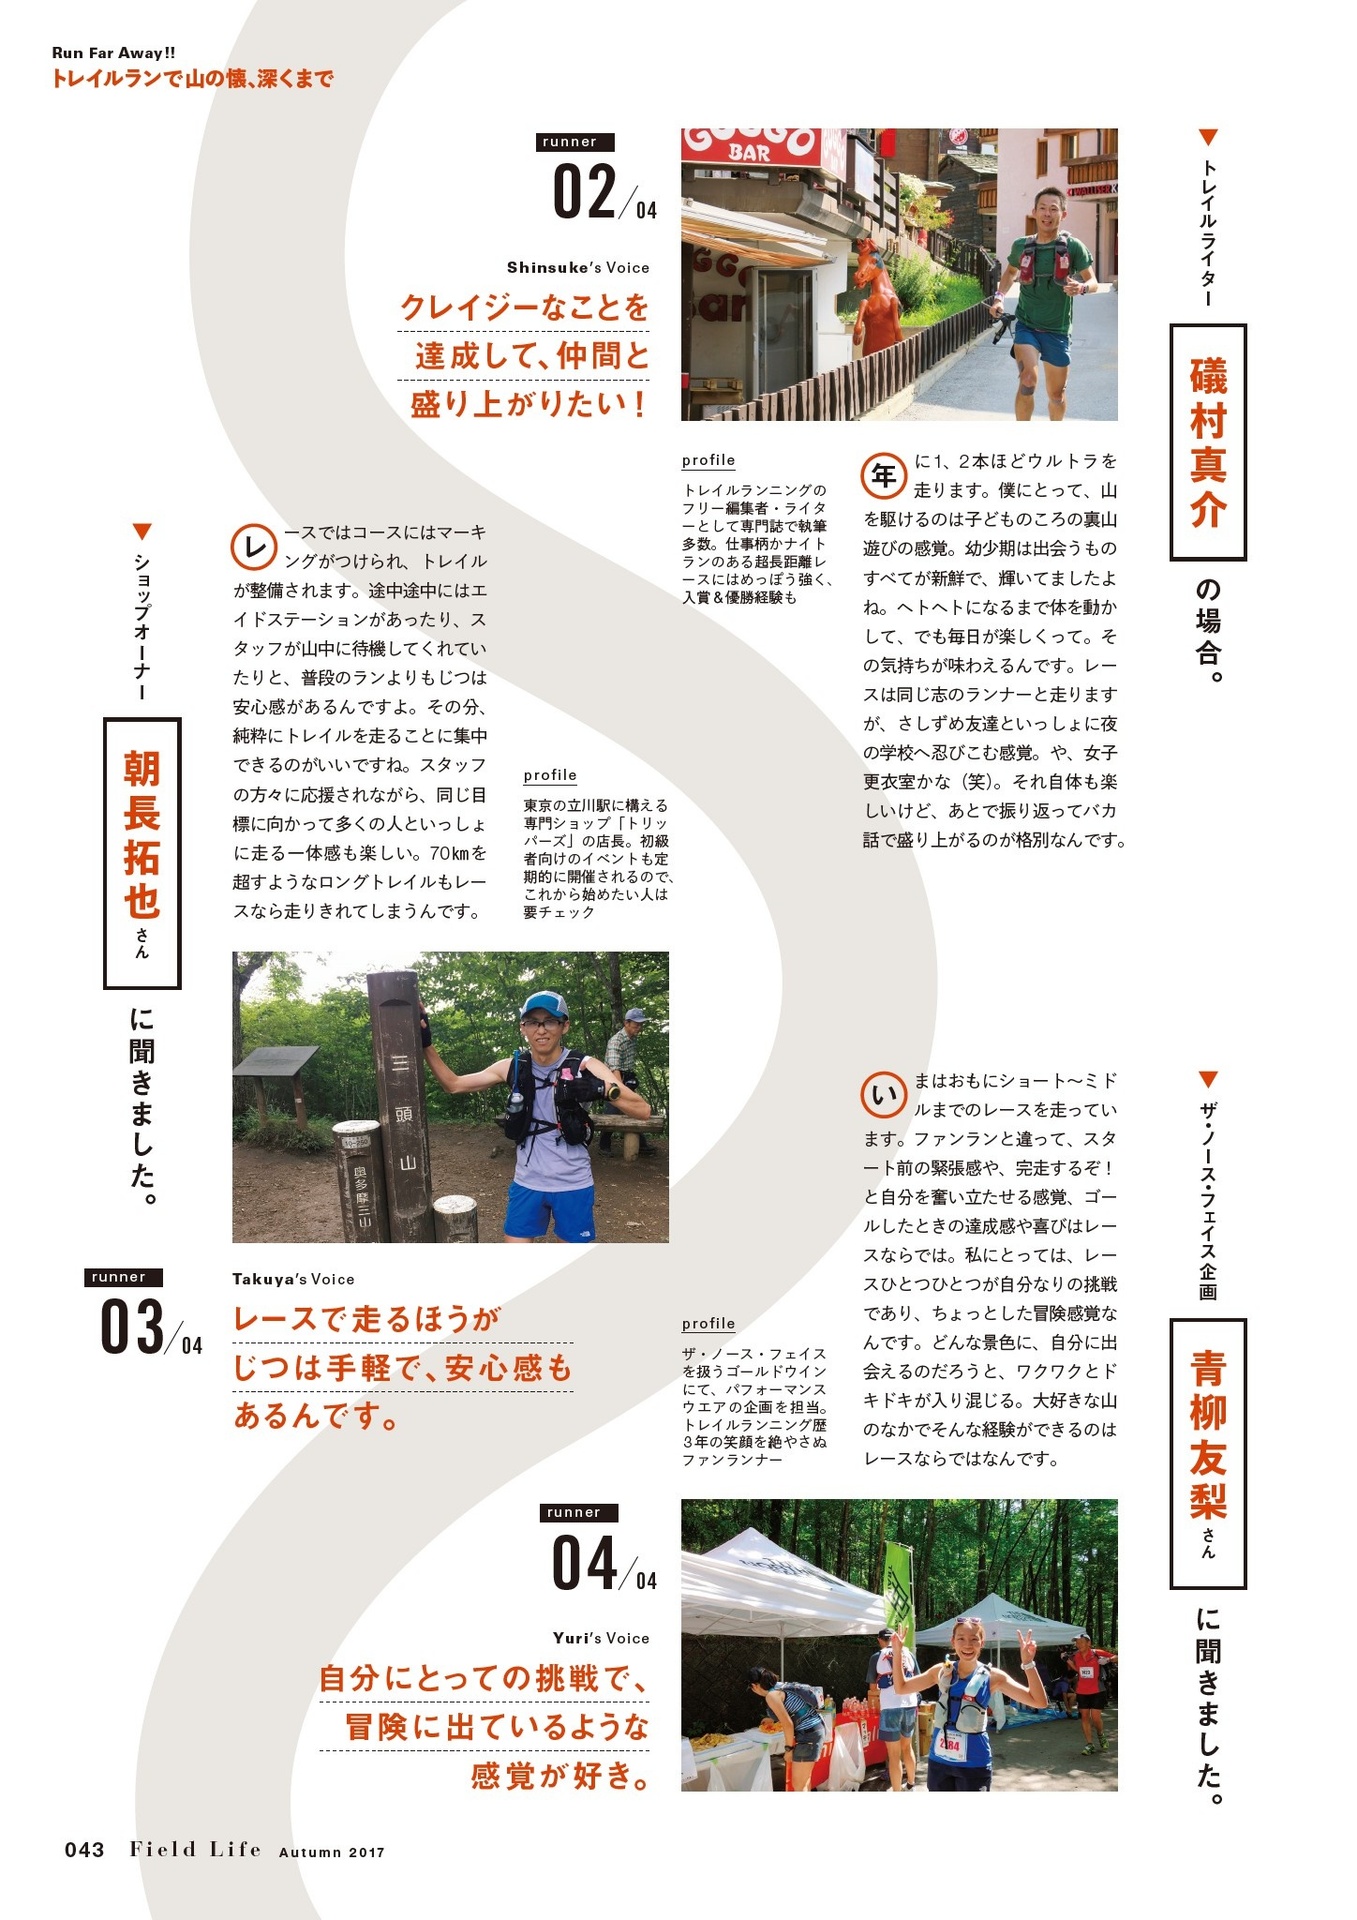 Run Far Away!!
トレイルランで山の懐、深くまで
runner
02/04
Shinsuke's Voice
クレイジーなことを
達成して、仲間と
盛り上がりたい！
GOGGO
BAR
WALLISER
▼トレイルライター
礒村真介
の場合。
profile
トレイルランニングの
フリー編集者・ライタ
ーとして専門誌で執筆
多数。仕事柄かナイト
ランのある超長距離レ
ースにはめっぽう強く、
入賞＆優勝経験も
年に1、2本ほどウルトラを
走ります。僕にとって、山
を駆けるのは子どものころの裏山
遊びの感覚。幼少期は出会うもの
すべてが新鮮で、輝いてましたよ
ね。ヘトヘトになるまで体を動か
して、でも毎日が楽しくって。そ
の気持ちが味わえるんです。レー
スは同じ志のランナーと走ります
が、さしずめ友達といっしょに夜
の学校へ忍びこむ感覚。や、女子
更衣室かな（笑）。それ自体も楽
しいけど、あとで振り返ってバカ
話で盛り上がるのが格別なんです。
▼ショップオーナー
朝長拓也さん
に聞きました。
レースではコースにはマーキ
ングがつけられ、トレイル
が整備されます。途中途中にはエ
イドステーションがあったり、ス
タッフが山中に待機してくれてい
たりと、普段のランよりもじつは
安心感があるんですよ。その分、
純粋にトレイルを走ることに集中
できるのがいいですね。スタッフ
の方々に応援されながら、同じ目
標に向かって多くの人といっしょ
に走る一体感も楽しい。70㎞を
超すようなロングトレイルもレー
スなら走りきれてしまうんです。
profile
東京の立川駅に構える
専門ショップ「トリッ
パーズ」の店長。初級
者向けのイベントも定
期的に開催されるので、
これから始めたい人は
要チェック
三頭山
奥多摩三山
runner
03/04
Takuya's Voice
レースで走るほうが
じつは手軽で、安心感も
あるんです。
▼ザ・ノース・フェイス企画
青柳友梨さん
に聞きました。
いまはおもにショート〜ミド
ルまでのレースを走ってい
ます。ファンランと違って、スタ
ート前の緊張感や、完走するぞ！
と自分を奮い立たせる感覚、ゴー
ルしたときの達成感や喜びはレー
スならでは。私にとっては、レー
スひとつひとつが自分なりの挑戦
であり、ちょっとした冒険感覚な
んです。どんな景色に、自分に出
会えるのだろうと、ワクワクとド
キドキが入り混じる。大好きな山
のなかでそんな経験ができるのは
レースならではなんです。
profile
ザ・ノース・フェイス
を扱うゴールドウイン
にて、パフォーマンス
ウエアの企画を担当。
トレイルランニング歴
3年の笑顔を絶やさぬ
ファンランナー
runner
04/04
Yuri's Voice
自分にとっての挑戦で、
冒険に出ているような
感覚が好き。
043 Field Life Autumn 2017